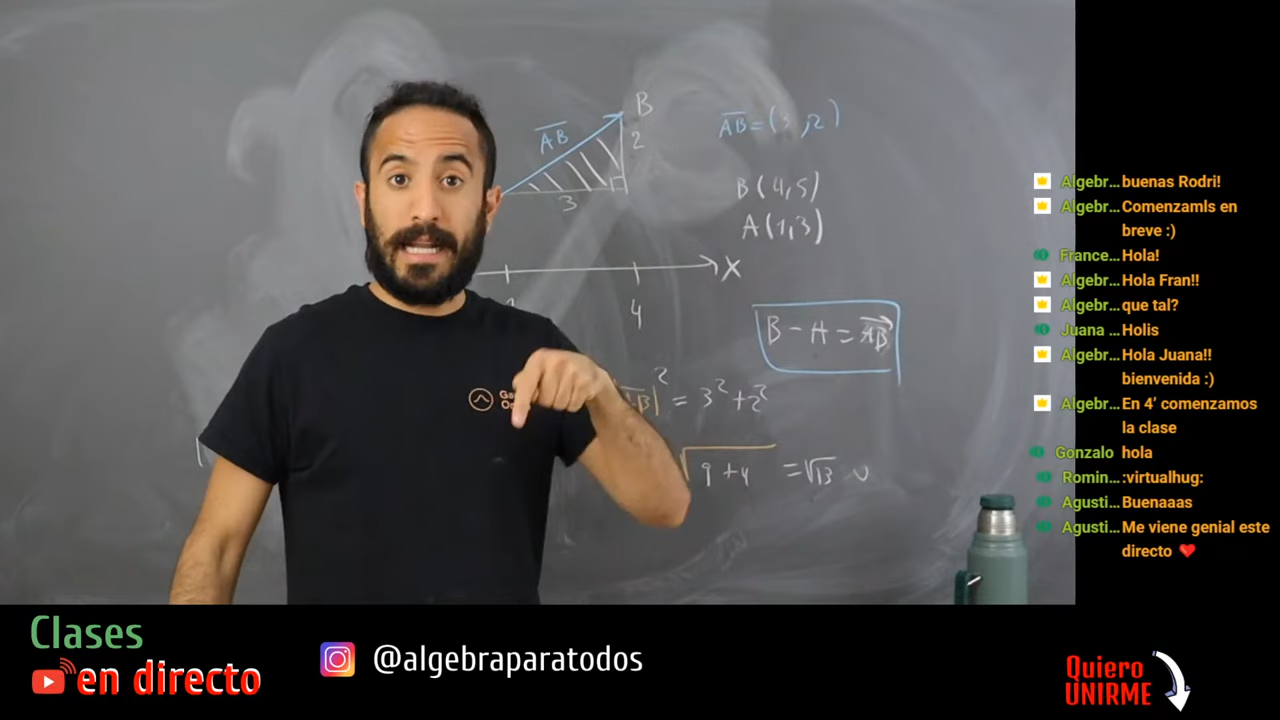 B
AB
2
3
AB = (3, 2)
B (4,5)
A (1,3)
X
4
B - A = AB
|² = 3² + 2²
√9 + 4 = √13
Algebr... buenas Rodri!
Algebr... Comenzamls en
breve :)
France... Hola!
Algebr... Hola Fran!!
Algebr... que tal?
Juana ... Holis
Algebr... Hola Juana!!
bienvenida :)
Algebr... En 4' comenzamos
la clase
Gonzalo hola
Romin... :virtualhug:
Agusti... Buenaaas
Agusti... Me viene genial este
directo ❤️
Clases
en directo
@algebraparatodos
Quiero
UNIRME